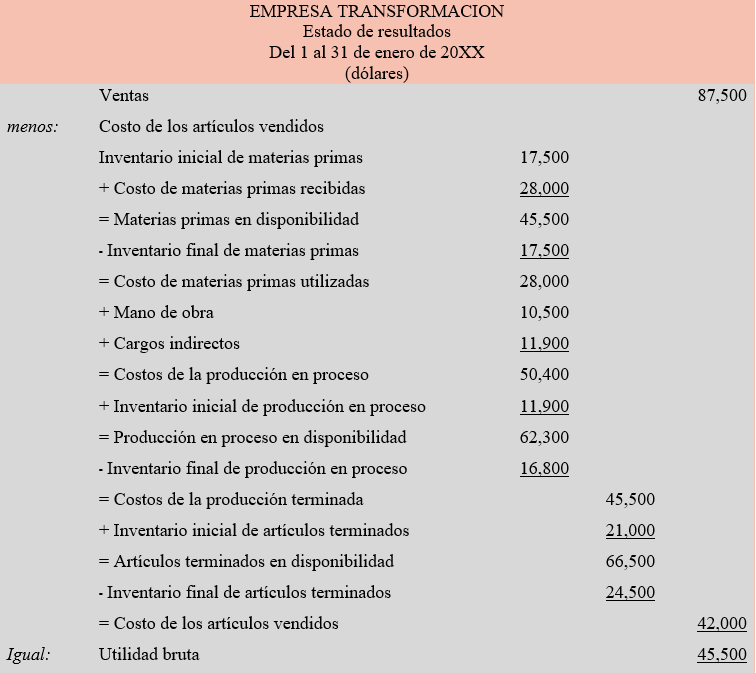 EMPRESA TRANSFORMACION
Estado de resultados
Del 1 al 31 de enero de 20XX
(dólares)
Ventas 87,500
menos: Costo de los artículos vendidos
Inventario inicial de materias primas 17,500
+ Costo de materias primas recibidas 28,000
= Materias primas en disponibilidad 45,500
- Inventario final de materias primas 17,500
= Costo de materias primas utilizadas 28,000
+ Mano de obra 10,500
+ Cargos indirectos 11,900
= Costos de la producción en proceso 50,400
+ Inventario inicial de producción en proceso 11,900
= Producción en proceso en disponibilidad 62,300
- Inventario final de producción en proceso 16,800
= Costos de la producción terminada 45,500
+ Inventario inicial de artículos terminados 21,000
= Artículos terminados en disponibilidad 66,500
- Inventario final de artículos terminados 24,500
= Costo de los artículos vendidos 42,000
Igual: Utilidad bruta 45,500